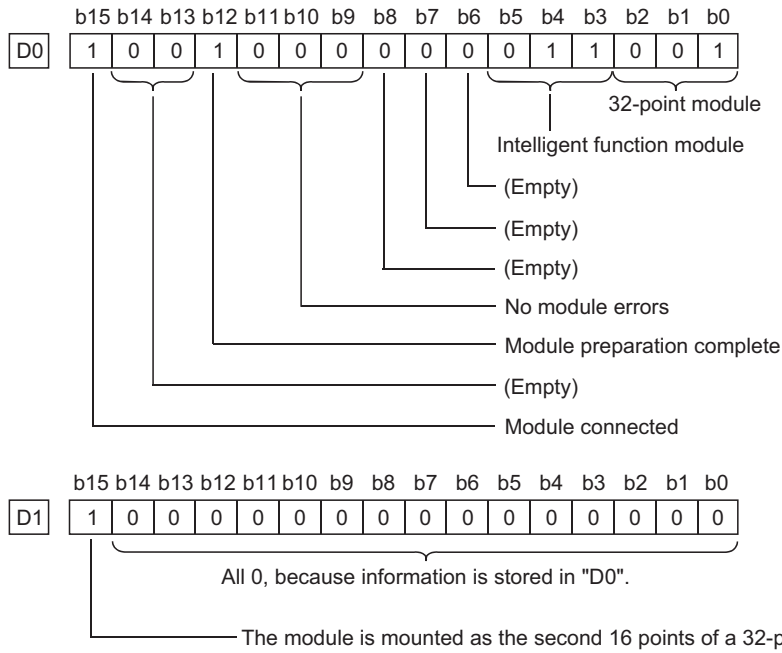 b15 b14 b13 b12 b11 b10 b9 b8 b7 b6 b5 b4 b3 b2 b1 b0
D0 1 0 0 1 0 0 0 0 0 0 0 1 1 0 0 1
32-point module
Intelligent function module
(Empty)
(Empty)
(Empty)
No module errors
Module preparation complete
(Empty)
Module connected
b15 b14 b13 b12 b11 b10 b9 b8 b7 b6 b5 b4 b3 b2 b1 b0
D1 1 0 0 0 0 0 0 0 0 0 0 0 0 0 0 0
All 0, because information is stored in "D0".
The module is mounted as the second 16 points of a 32-p